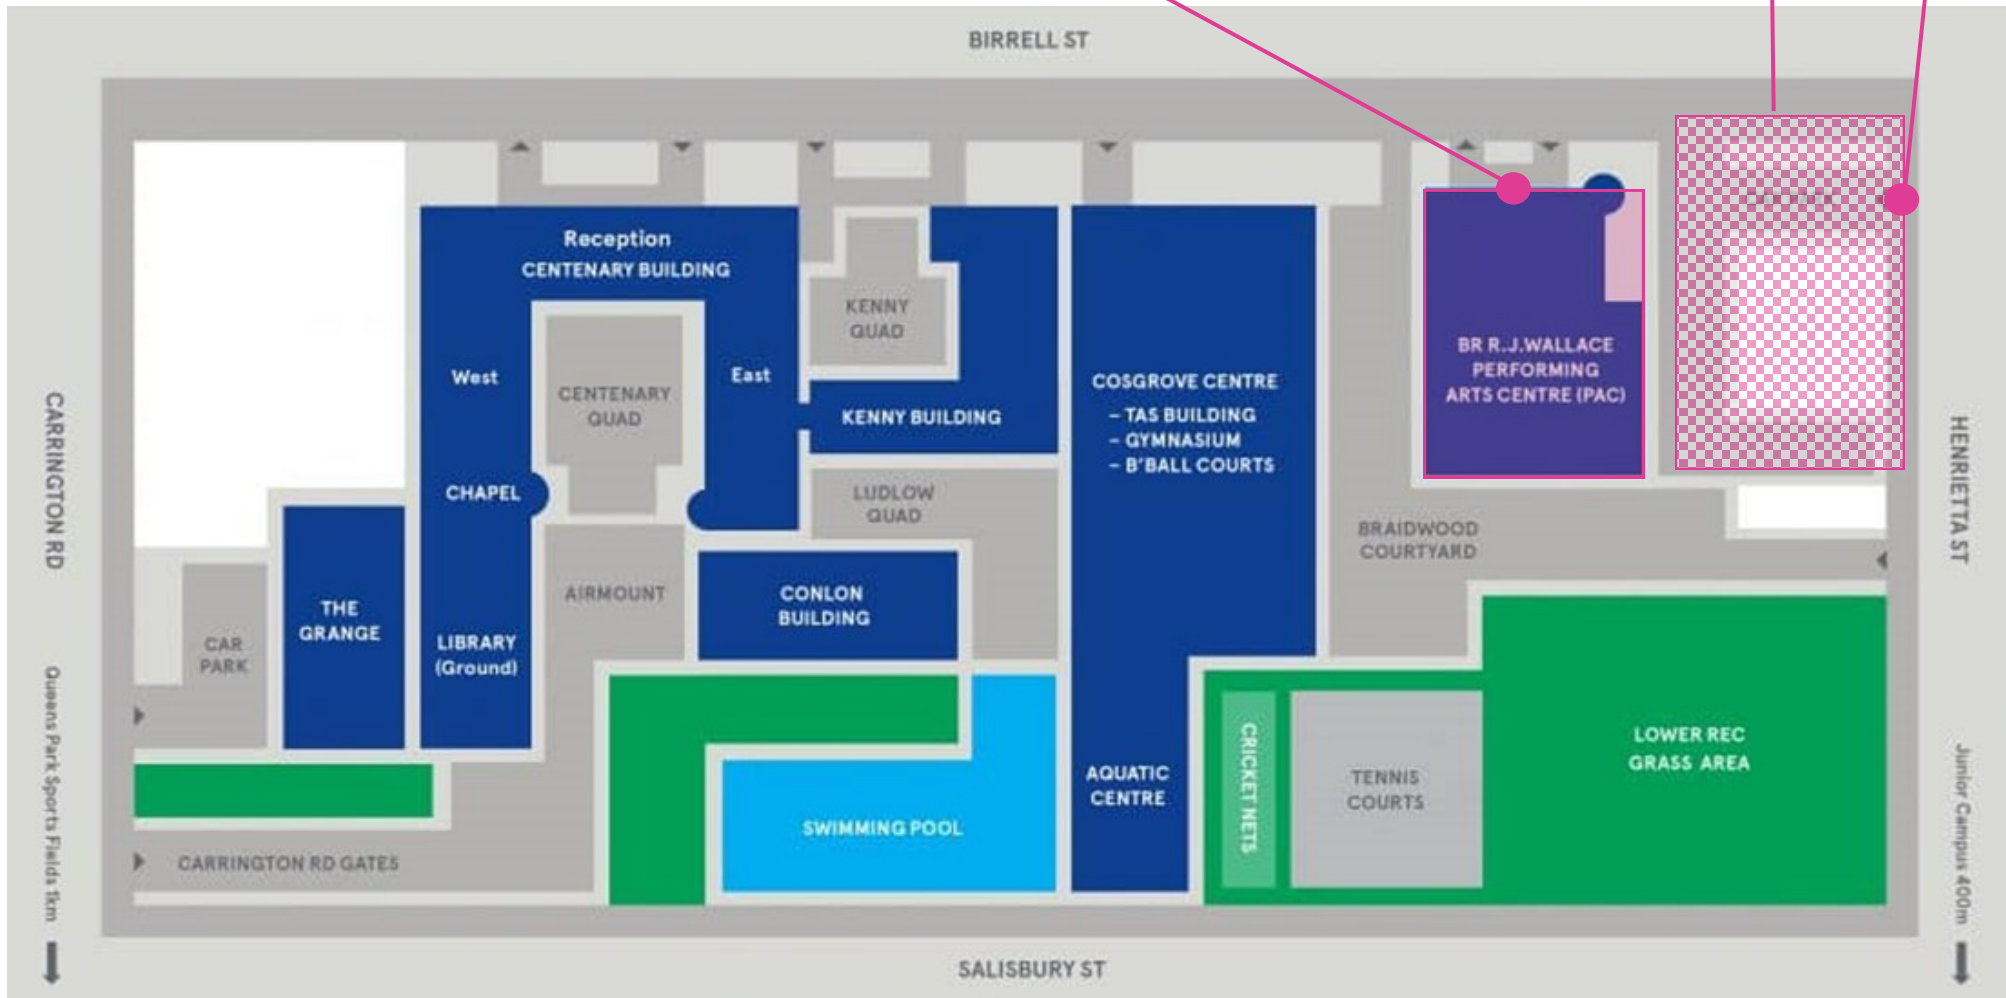 BIRRELL ST
Reception
CENTENARY BUILDING
West
East
CENTENARY
QUAD
KENNY
QUAD
KENNY BUILDING
CHAPEL
LUDLOW
QUAD
AIRMOUNT
CONLON
BUILDING
LIBRARY
(Ground)
THE
GRANGE
CAR
PARK
CARRINGTON RD GATES
SWIMMING POOL
COSGROVE CENTRE
– TAS BUILDING
– GYMNASIUM
– B'BALL COURTS
AQUATIC
CENTRE
BR R.J.WALLACE
PERFORMING
ARTS CENTRE (PAC)
BRAIDWOOD
COURTYARD
CRICKET NETS
TENNIS
COURTS
LOWER REC
GRASS AREA
CARRINGTON RD
Queens Park Sports Fields 1km
HENRIETTA ST
Junior Campus 400m
SALISBURY ST